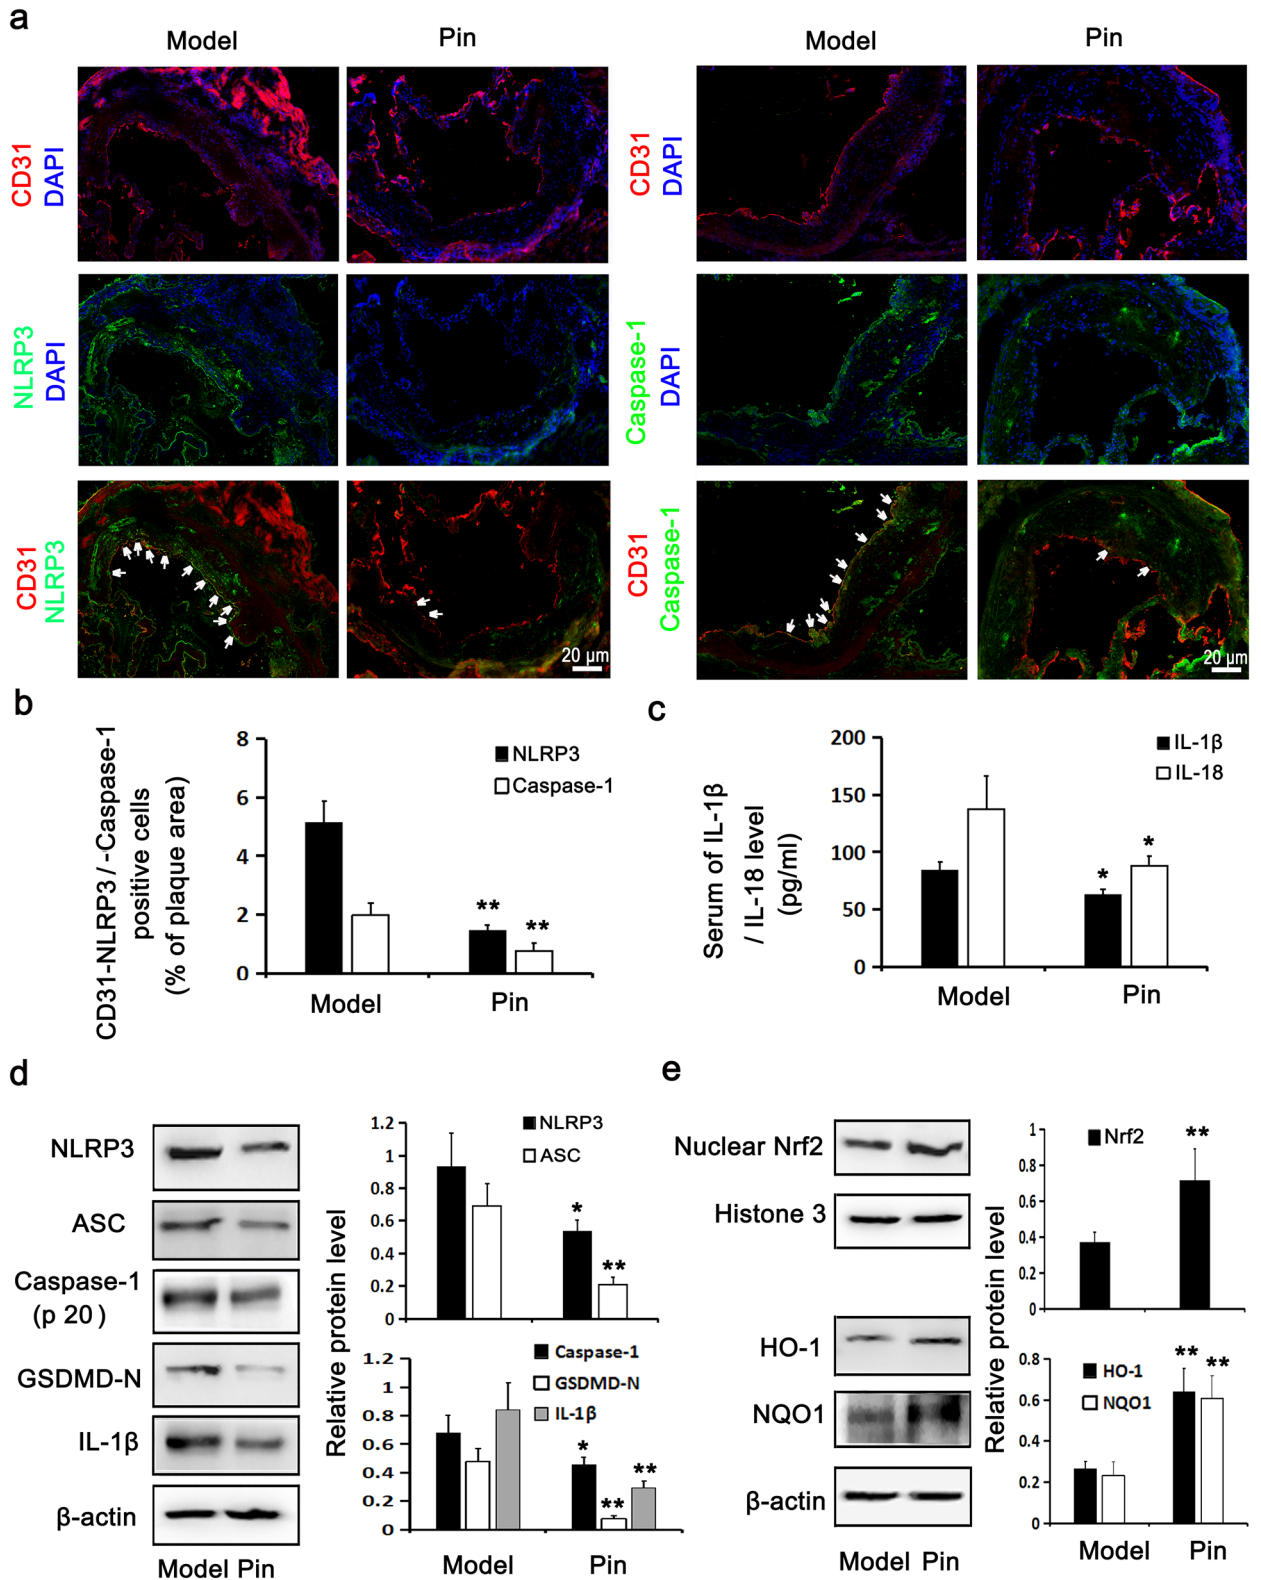 a
Model
Pin
Model
Pin
CD31
DAPI
CD31
DAPI
NLRP3
DAPI
Caspase-1
DAPI
CD31
NLRP3
CD31
Caspase-1
20 µm
20 µm
b
CD31-NLRP3 / -Caspase-1
positive cells
(% of plaque area)
8
6
4
2
0
NLRP3
Caspase-1
**
**
Model
Pin
c
Serum of IL-1β
/ IL-18 level
(pg/ml)
200
150
100
50
0
IL-1β
IL-18
*
*
Model
Pin
d
NLRP3
ASC
Caspase-1
(p 20 )
GSDMD-N
IL-1β
β-actin
Model Pin
Relative protein level
1.2
1
0.8
0.6
0.4
0.2
0
NLRP3
ASC
*
**
1.2
1
0.8
0.6
0.4
0.2
0
Caspase-1
GSDMD-N
IL-1β
*
**
**
Model
Pin
e
Nuclear Nrf2
Histone 3
HO-1
NQO1
β-actin
Model Pin
Relative protein level
1
0.8
0.6
0.4
0.2
0
Nrf2
**
0.8
0.6
0.4
0.2
0
HO-1
NQO1
**
**
Model
Pin